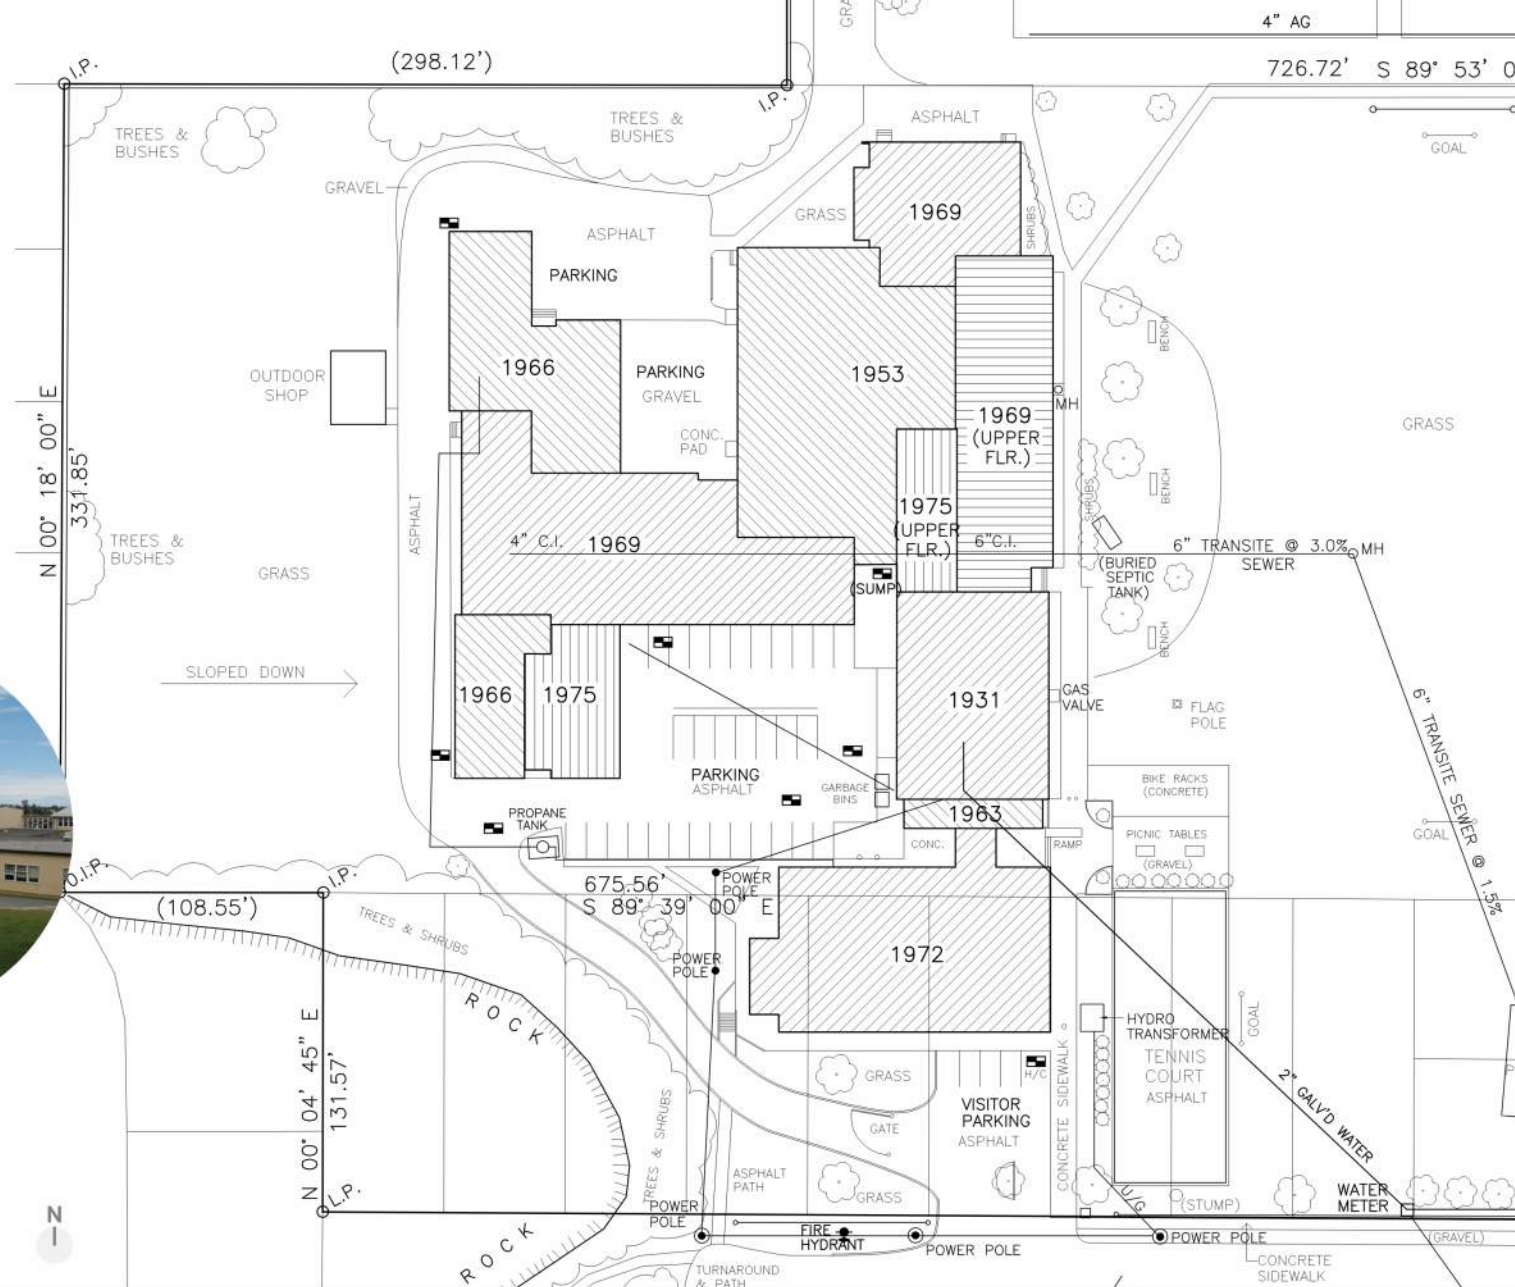 4" AG
(298.12')
I.P.
I.P.
726.72' S 89° 53' 0
ASPHALT
TREES &
BUSHES
TREES &
BUSHES
GOAL
GRAVEL
GRASS
1969
SHRUBS
ASPHALT
PARKING
BENCH
1966
PARKING
GRAVEL
1953
OUTDOOR
SHOP
MH
1969
(UPPER
FLR.)
GRASS
CONC.
PAD
N 00° 18' 00" E
331.85'
ASPHALT
SHRUBS
BENCH
1975
(UPPER
FLR.)
TREES &
BUSHES
GRASS
4" C.I.
1969
6"C.I.
6" TRANSITE @ 3.0%
SEWER
MH
(BURIED
SEPTIC
TANK)
(SUMP)
BENCH
SLOPED DOWN
1966
1975
1931
GAS
VALVE
FLAG
POLE
6" TRANSITE SEWER @ 1.5%
PARKING
ASPHALT
GARBAGE
BINS
BIKE RACKS
(CONCRETE)
PROPANE
TANK
1963
CONC.
RAMP
PICNIC TABLES
(GRAVEL)
GOAL
O.I.P.
I.P.
(108.55')
675.56'
S 89° 39' 00" E
POWER
POLE
TREES & SHRUBS
1972
POWER
POLE
ROCK
HYDRO
TRANSFORMER
GOAL
TENNIS
COURT
ASPHALT
N 00° 04' 45" E
131.57'
H/C
GRASS
VISITOR
PARKING
ASPHALT
GATE
CONCRETE SIDEWALK
2" GALV'D WATER
TREES & SHRUBS
ASPHALT
PATH
GRASS
L.P.
U/G
(STUMP)
WATER
METER
N
POWER
POLE
FIRE
HYDRANT
POWER POLE
POWER POLE
(GRAVEL)
ROCK
CONCRETE
SIDEWALK
TURNAROUND
& PATH